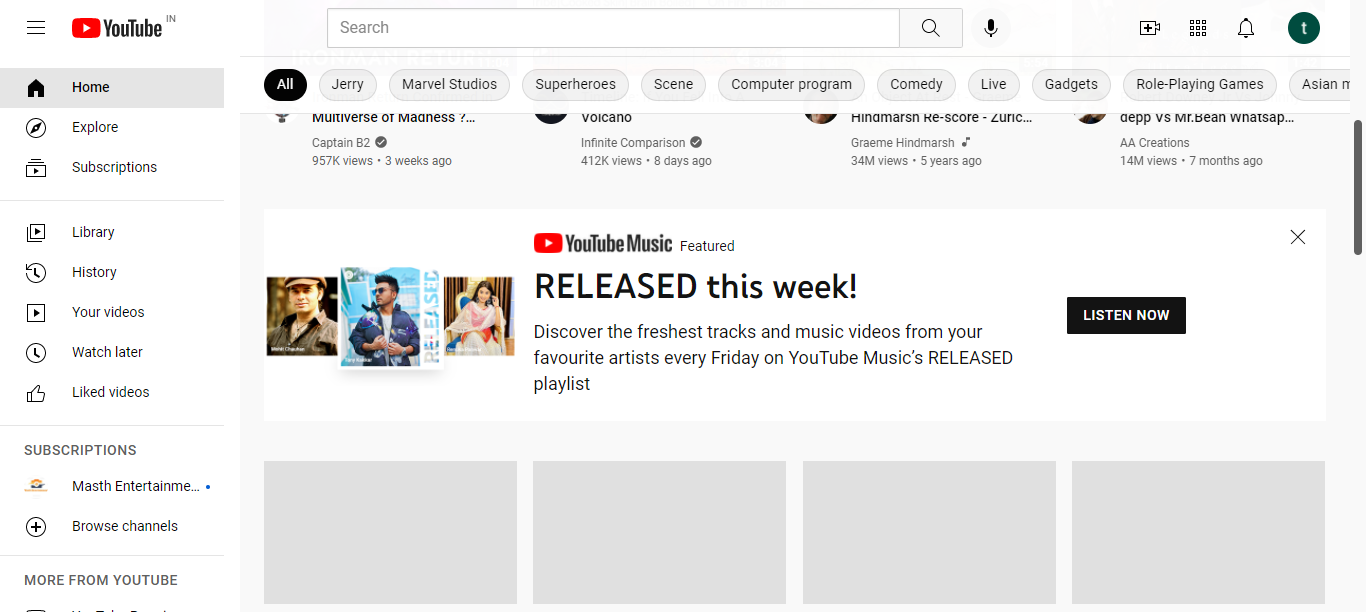 YouTube IN
Search
t
Home
Explore
Subscriptions
Library
History
Your videos
Watch later
Liked videos
SUBSCRIPTIONS
Masth Entertainme...
Browse channels
MORE FROM YOUTUBE
All Jerry Marvel Studios Superheroes Scene Computer program Comedy Live Gadgets Role-Playing Games Asian m
Multiverse of Madness ?...
Captain B2
957K views • 3 weeks ago
Volcano
Infinite Comparison
412K views • 8 days ago
Hindmarsh Re-score - Zuric...
Graeme Hindmarsh
34M views • 5 years ago
depp Vs Mr.Bean Whatsap...
AA Creations
14M views • 7 months ago
YouTube Music Featured
RELEASED this week!
Discover the freshest tracks and music videos from your
favourite artists every Friday on YouTube Music’s RELEASED
playlist
LISTEN NOW
RELEASED
Mohit Chauhan